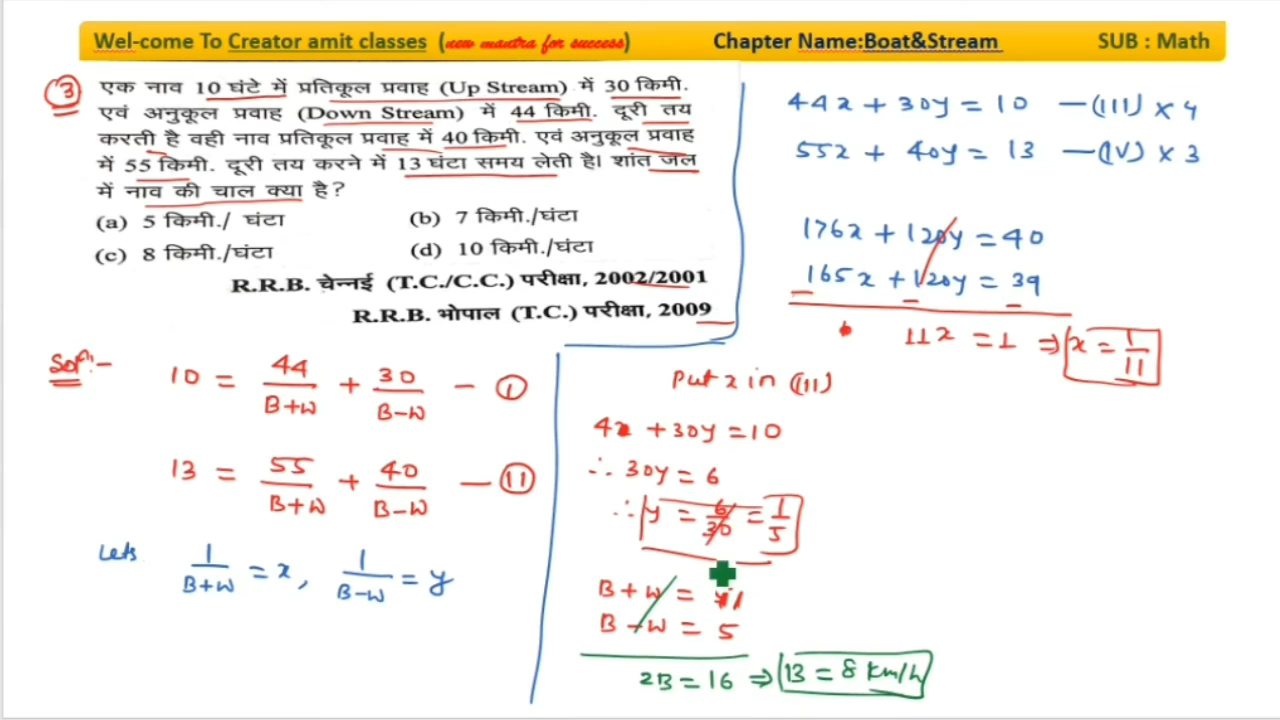 Wel-come To Creator amit classes (new mantra for success) Chapter Name:Boat&Stream SUB : Math
3 एक नाव 10 घंटे में प्रतिकूल प्रवाह (Up Stream) में 30 किमी.
एवं अनुकूल प्रवाह (Down Stream) में 44 किमी. दूरी तय
करती है वही नाव प्रतिकूल प्रवाह में 40 किमी. एवं अनुकूल प्रवाह
में 55 किमी. दूरी तय करने में 13 घंटा समय लेती है। शांत जल
में नाव की चाल क्या है?
(a) 5 किमी./ घंटा (b) 7 किमी./घंटा
(c) 8 किमी./घंटा (d) 10 किमी./घंटा
R.R.B. चेन्नई (T.C./C.C.) परीक्षा, 2002/2001
R.R.B. भोपाल (T.C.) परीक्षा, 2009
Solⁿ:-
10 = 44/B+W + 30/B-W - (I)
13 = 55/B+W + 40/B-W - (II)
Lets 1/B+W = x, 1/B-W = y
44x + 30y = 10 -(III) × 4
55x + 40y = 13 -(IV) × 3
176x + 120y = 40
165x + 120y = 39
11x = 1 ⇒ x = 1/11
Put x in (III)
4 + 30y = 10
∴ 30y = 6
∴ y = 6/30 = 1/5
B + W = 11
B - W = 5
2B = 16 ⇒ B = 8 km/h